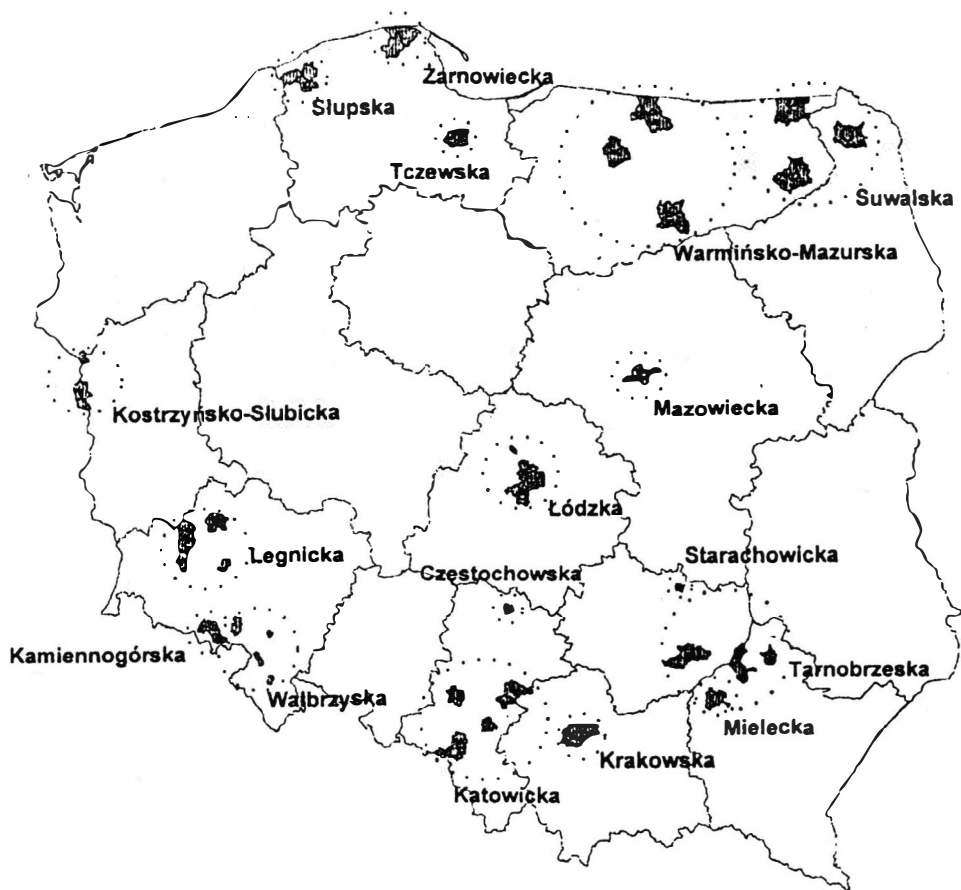 Żarnowiecka
Słupska
Tczewska
Suwalska
Warmińsko-Mazurska
Kostrzyńsko-Słubicka
Mazowiecka
Łódzka
Legnicka
Starachowicka
Częstochowska
Kamiennogórska
Tarnobrzeska
Wałbrzyska
Mielecka
Krakowska
Katowicka